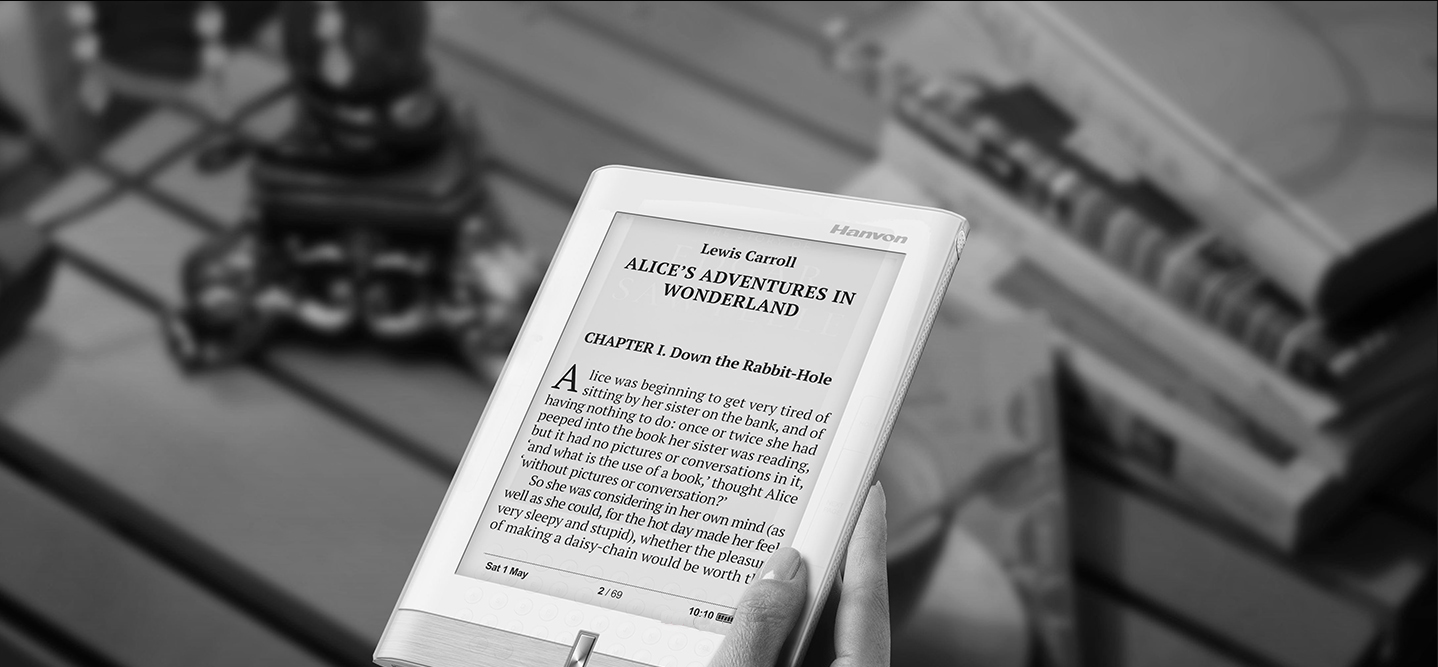 Hanvon
Lewis Carroll
ALICE'S ADVENTURES IN
WONDERLAND
CHAPTER I. Down the Rabbit-Hole
Alice was beginning to get very tired of
sitting by her sister on the bank, and of
having nothing to do: once or twice she had
peeped into the book her sister was reading,
but it had no pictures or conversations in it,
‘and what is the use of a book,’ thought Alice
‘without pictures or conversation?’
So she was considering in her own mind (as
well as she could, for the hot day made her feel
very sleepy and stupid), whether the
of making a daisy-chain would be worth
Sat 1 May
2 / 69
10:10